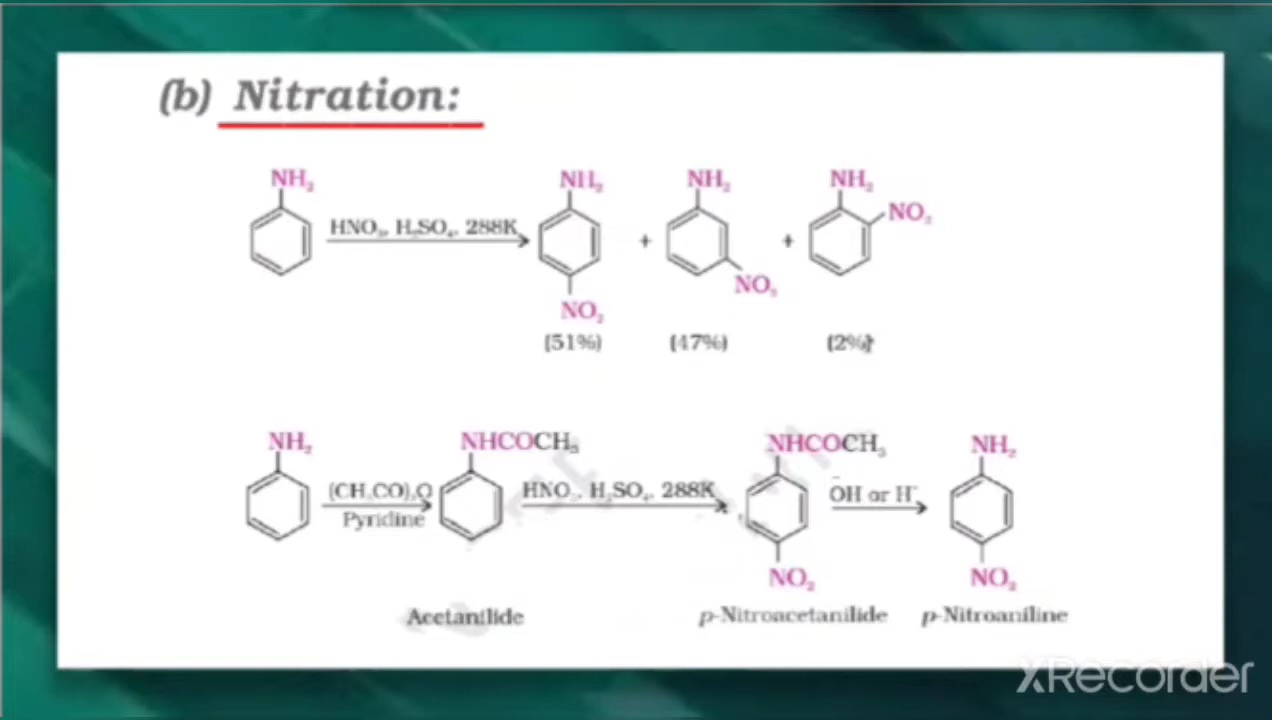 (b) Nitration:
NH₂ NH₂ NH₂ NH₂
NO₂
HNO₃, H₂SO₄, 288K
+ +
NO₂
NO₂
(51%) (47%) (2%)
NH₂ NHCOCH₃ NHCOCH₃ NH₂
(CH₃CO)₂O HNO₃, H₂SO₄, 288K ŌH or H⁺
Pyridine
NO₂ NO₂
Acetanilide p-Nitroacetanilide p-Nitroaniline
XRecorder